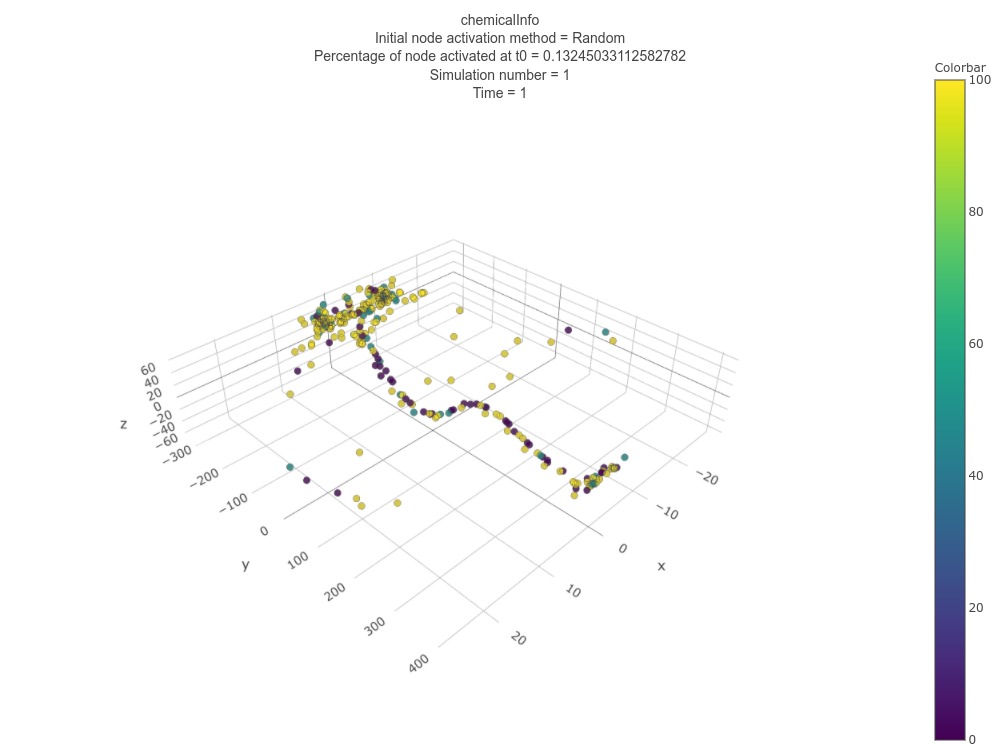 chemicalInfo
Initial node activation method = Random
Percentage of node activated at t0 = 0.13245033112582782
Simulation number = 1
Time = 1
Colorbar
100
80
60
40
20
0
60
40
20
0
−20
−40
−60
z
−300
−200
−100
0
100
200
300
400
y
−20
−10
0
10
20
x